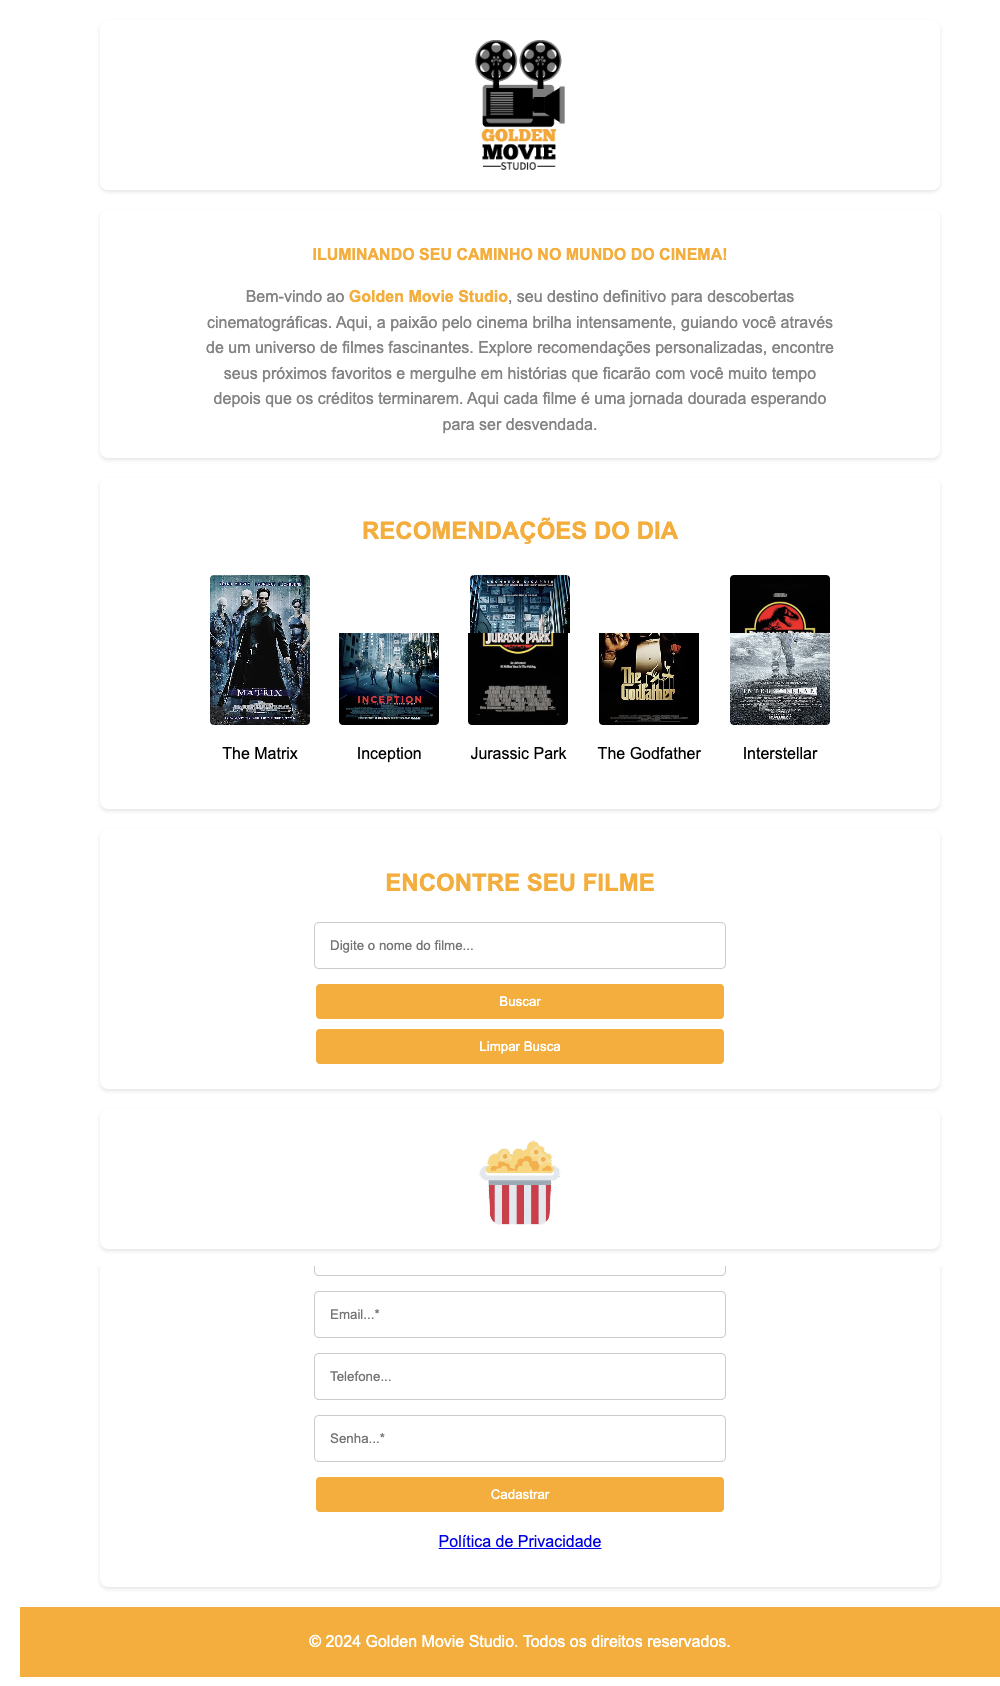 GOLDEN
MOVIE
STUDIO
ILUMINANDO SEU CAMINHO NO MUNDO DO CINEMA!
Bem-vindo ao Golden Movie Studio, seu destino definitivo para descobertas
cinematográficas. Aqui, a paixão pelo cinema brilha intensamente, guiando você através
de um universo de filmes fascinantes. Explore recomendações personalizadas, encontre
seus próximos favoritos e mergulhe em histórias que ficarão com você muito tempo
depois que os créditos terminarem. Aqui cada filme é uma jornada dourada esperando
para ser desvendada.
RECOMENDAÇÕES DO DIA
MATRIX
INCEPTION
JURASSIC PARK
The Godfather
The Matrix
Inception
Jurassic Park
The Godfather
Interstellar
ENCONTRE SEU FILME
Digite o nome do filme...
Buscar
Limpar Busca
Email...*
Telefone...
Senha...*
Cadastrar
Política de Privacidade
© 2024 Golden Movie Studio. Todos os direitos reservados.